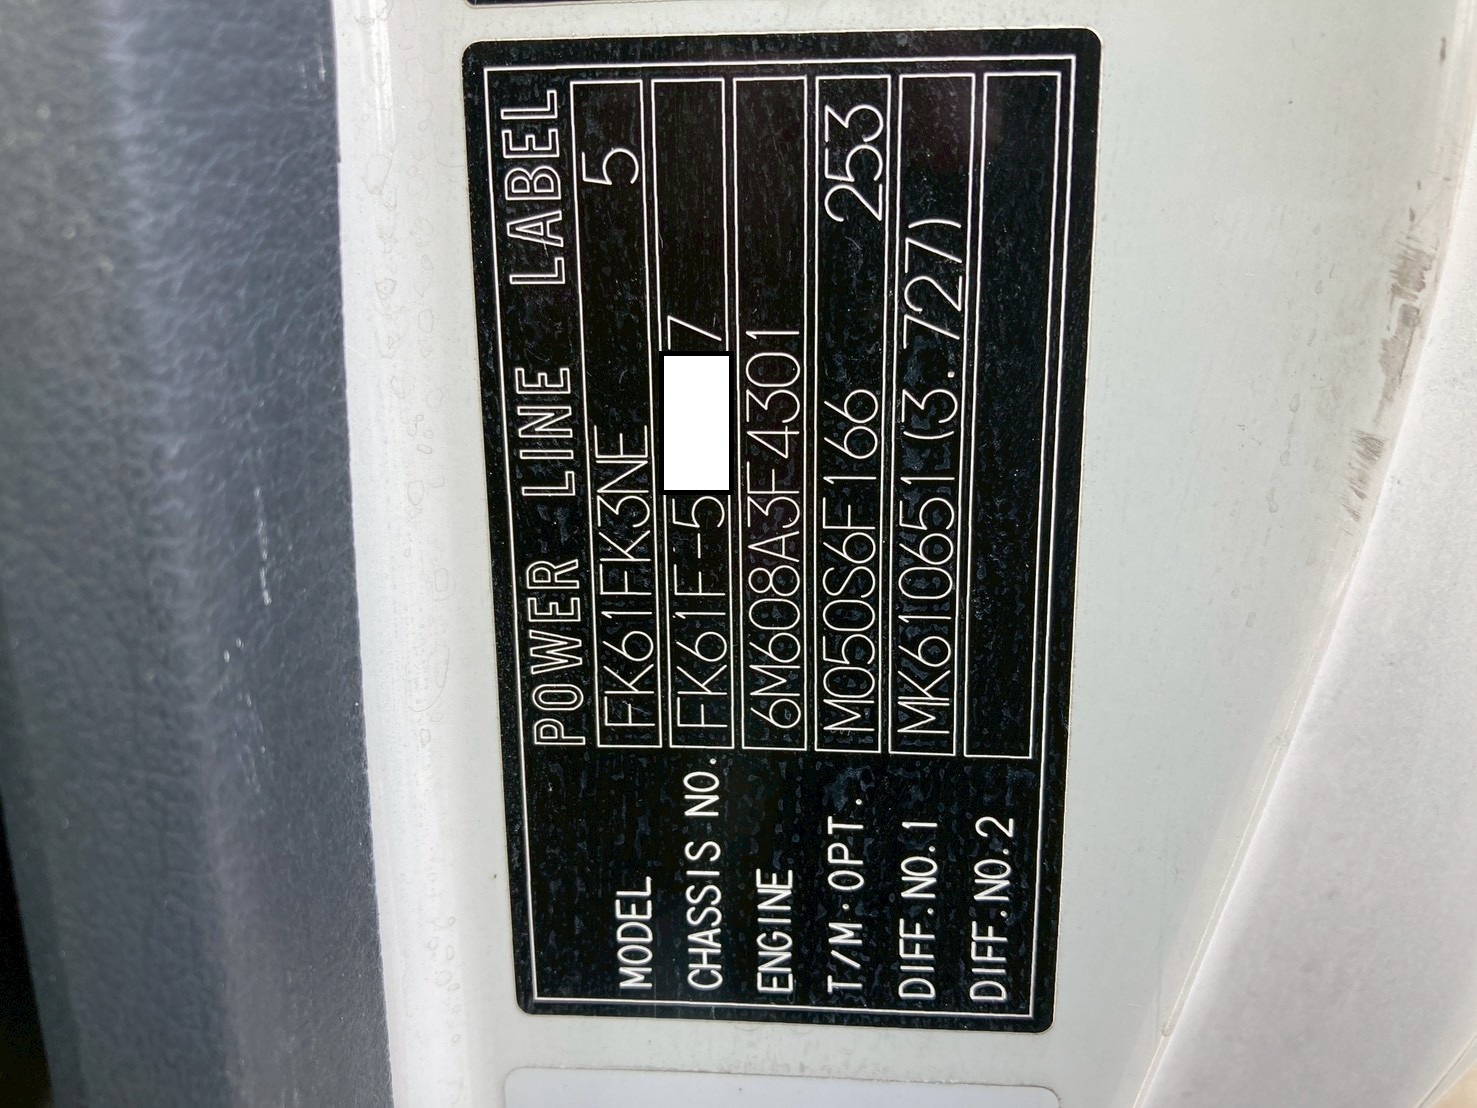 POWER LINE LABEL
MODEL FK61FK3NE 5
CHASSIS NO. FK61F-5 7
ENGINE 6M608A3F4301
T/M·OPT. M050S6F166 253
DIFF.NO.1 MK610651(3.727)
DIFF.NO.2